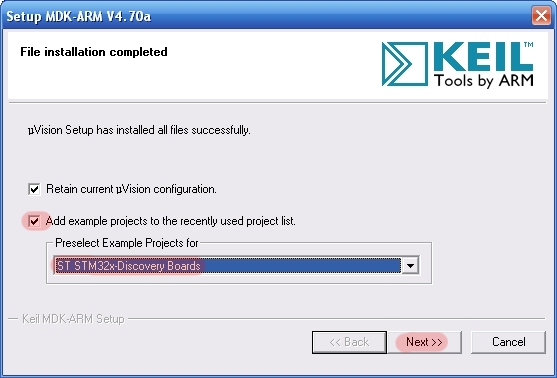 Setup MDK-ARM V4.70a
File installation completed
KEIL™
Tools by ARM
µVision Setup has installed all files successfully.
Retain current µVision configuration.
Add example projects to the recently used project list.
Preselect Example Projects for
ST STM32x-Discovery Boards
Keil MDK-ARM Setup
<< Back
Next >>
Cancel